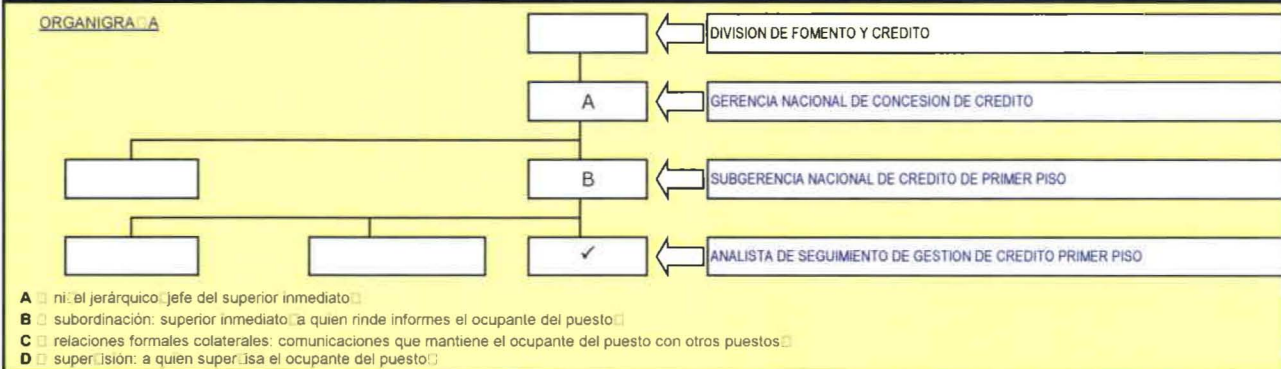 ORGANIGRA A
DIVISION DE FOMENTO Y CREDITO
A
GERENCIA NACIONAL DE CONCESION DE CREDITO
B
SUBGERENCIA NACIONAL DE CREDITO DE PRIMER PISO
✓
ANALISTA DE SEGUIMIENTO DE GESTION DE CREDITO PRIMER PISO
A □ ni□el jerárquico□jefe del superior inmediato□
B □ subordinación: superior inmediato□a quien rinde informes el ocupante del puesto□
C □ relaciones formales colaterales: comunicaciones que mantiene el ocupante del puesto con otros puestos□
D □ super□isión: a quien super□isa el ocupante del puesto□